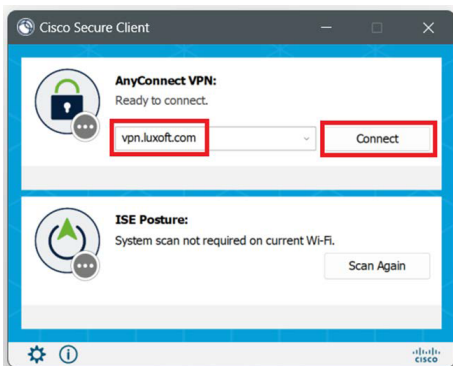 Cisco Secure Client
AnyConnect VPN:
Ready to connect.
vpn.luxoft.com
Connect
ISE Posture:
System scan not required on current Wi-Fi.
Scan Again
cisco